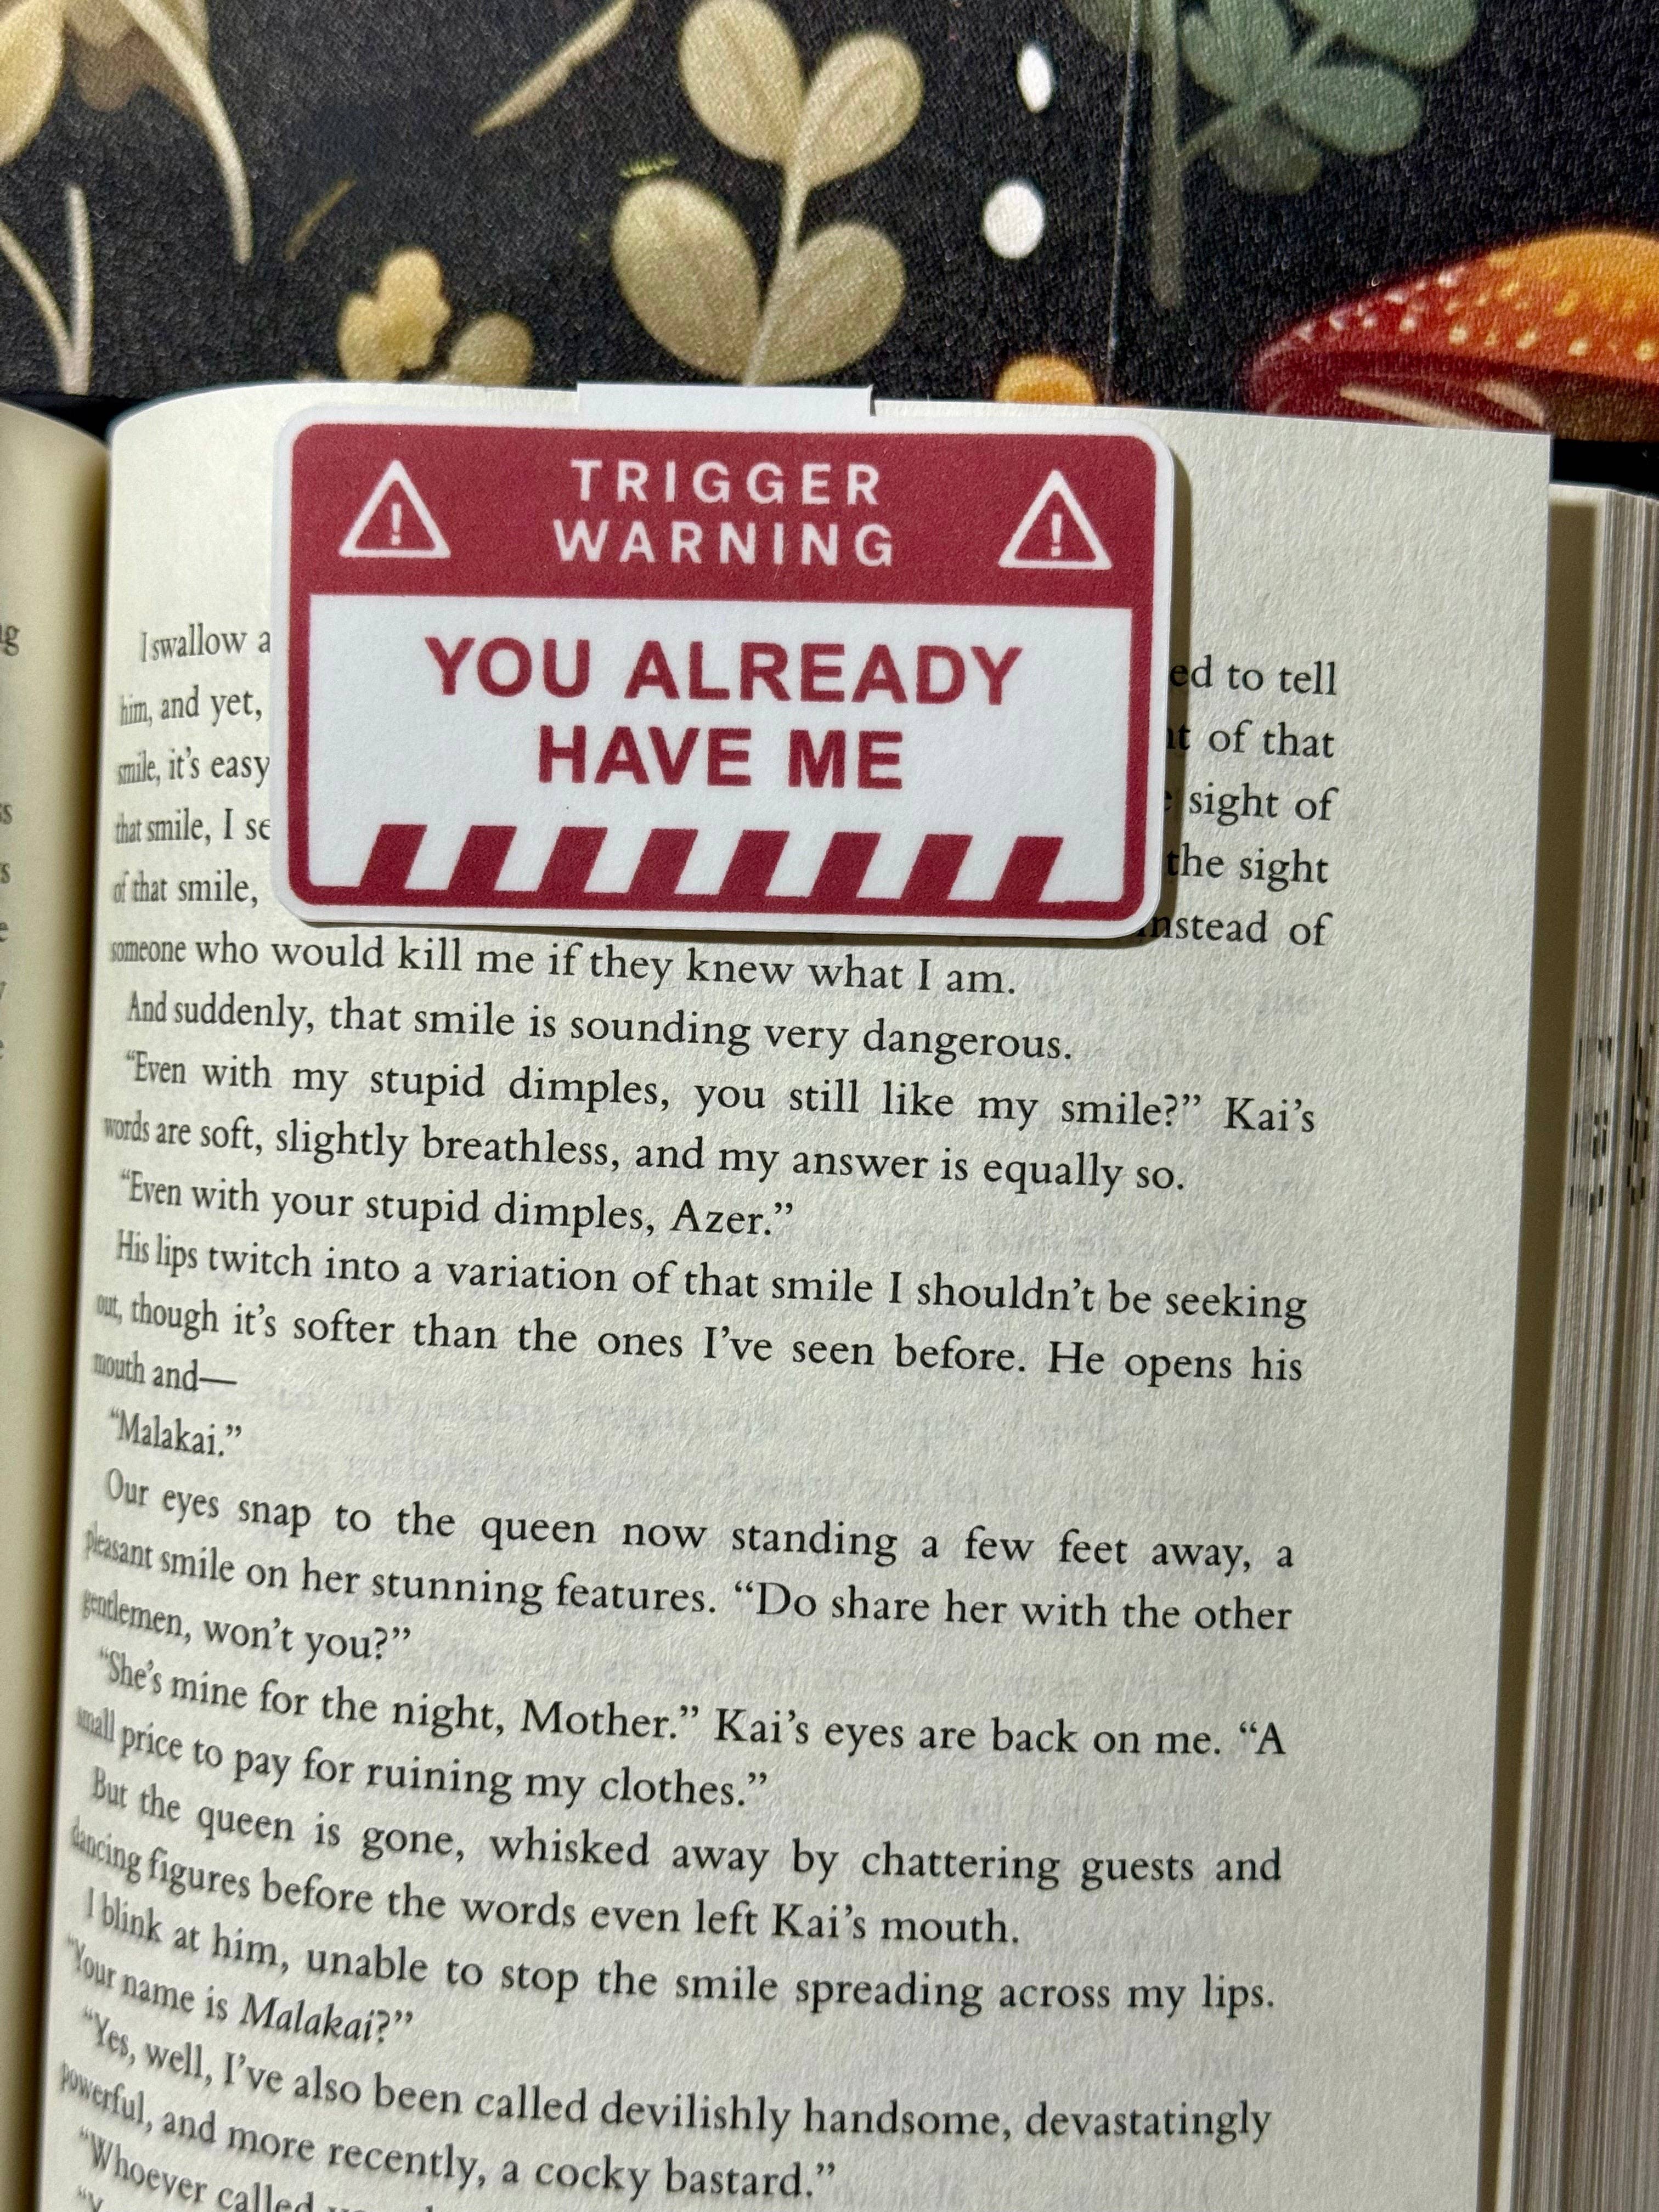 TRIGGER
WARNING
YOU ALREADY
HAVE ME
I swallow a
ed to tell
him, and yet,
of that
smile, it's easy
sight of
that smile, I se
the sight
of that smile,
nstead of
someone who would kill me if they knew what I am.
And suddenly, that smile is sounding very dangerous.
“Even with my stupid dimples, you still like my smile?” Kai’s
words are soft, slightly breathless, and my answer is equally so.
“Even with your stupid dimples, Azer.”
His lips twitch into a variation of that smile I shouldn’t be seeking
out, though it’s softer than the ones I’ve seen before. He opens his
mouth and—
“Malakai.”
Our eyes snap to the queen now standing a few feet away, a
pleasant smile on her stunning features. “Do share her with the other
gentlemen, won’t you?”
“She’s mine for the night, Mother.” Kai’s eyes are back on me. “A
small price to pay for ruining my clothes.”
But the queen is gone, whisked away by chattering guests and
dancing figures before the words even left Kai’s mouth.
I blink at him, unable to stop the smile spreading across my lips.
“Your name is Malakai?”
“Yes, well, I’ve also been called devilishly handsome, devastatingly
powerful, and more recently, a cocky bastard.”
“Whoever called